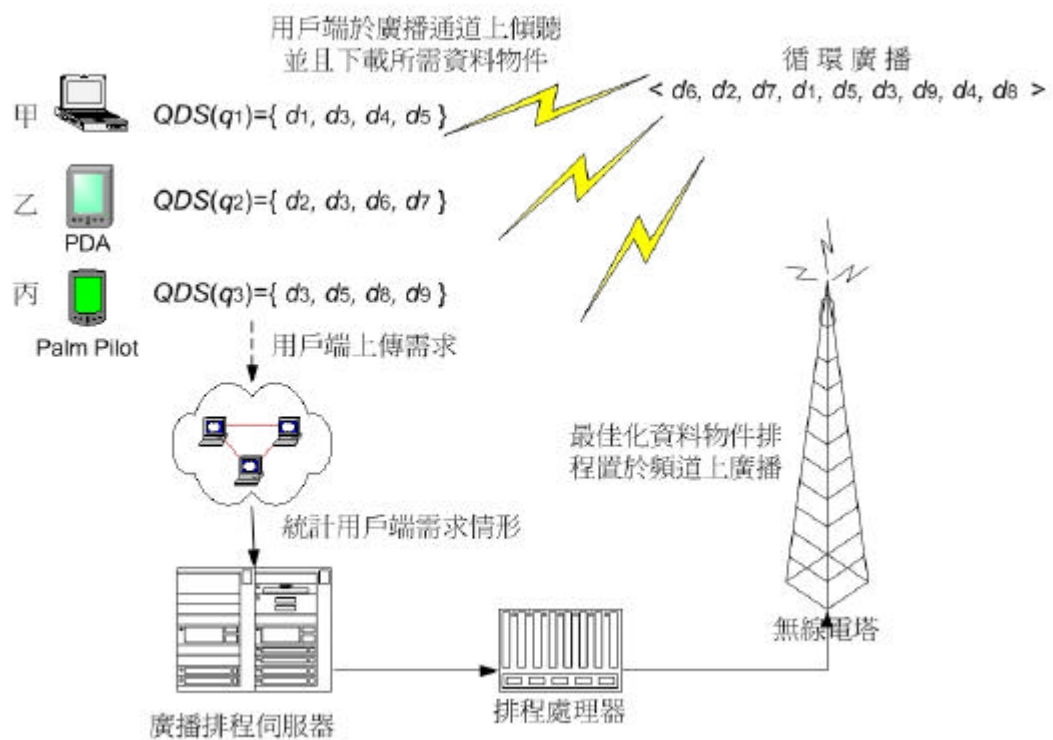 用戶端於廣播通道上傾聽
並且下載所需資料物件
循環廣播
< d6, d2, d7, d1, d5, d3, d9, d4, d8 >
甲
QDS(q1)={ d1, d3, d4, d5 }
乙
QDS(q2)={ d2, d3, d6, d7 }
PDA
丙
QDS(q3)={ d3, d5, d8, d9 }
Palm Pilot
用戶端上傳需求
最佳化資料物件排
程置於頻道上廣播
統計用戶端需求情形
無線電塔
排程處理器
廣播排程伺服器